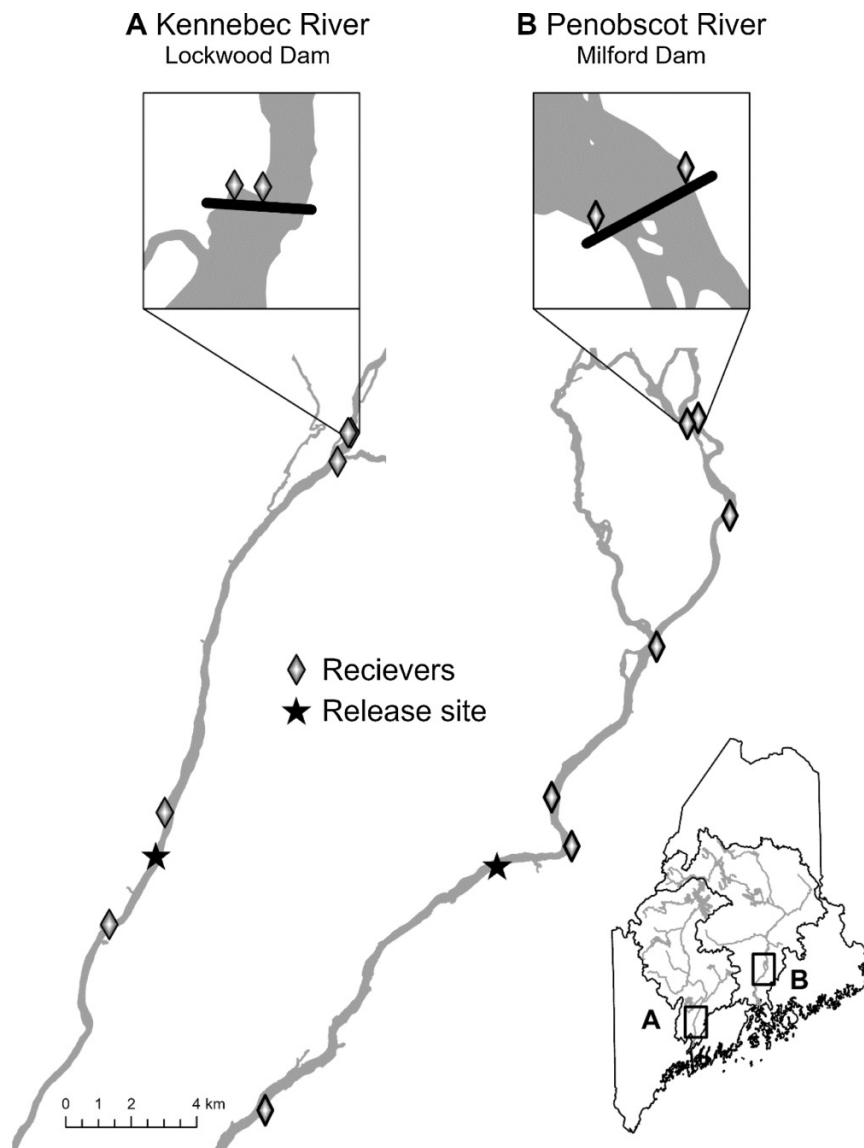 A Kennebec River
Lockwood Dam
B Penobscot River
Milford Dam
Recievers
Release site
B
A
0 1 2 4 km